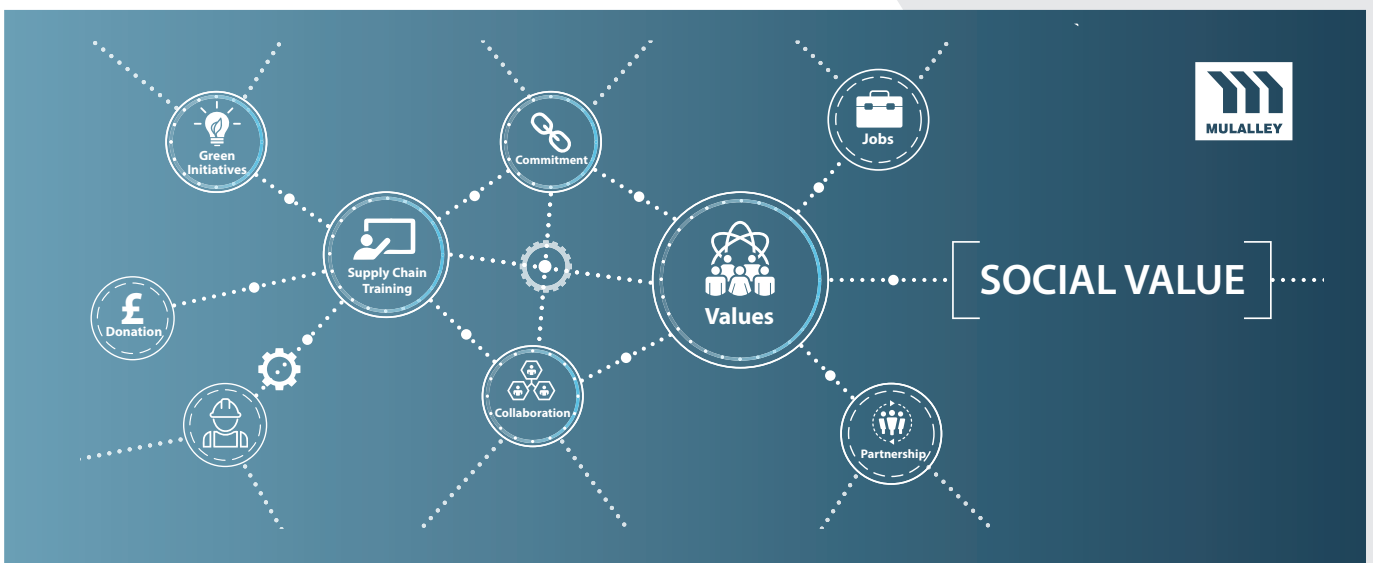 Green
Initiatives
Commitment
Jobs
MULALLEY
Supply Chain
Training
£
Donation
Values
SOCIAL VALUE
Collaboration
Partnership